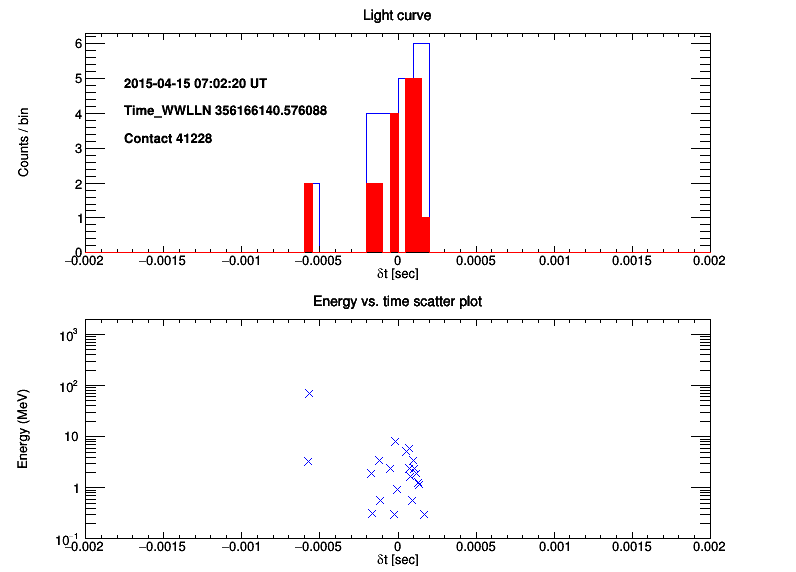 Light curve
Counts / bin
6
5
4
3
2
1
0
2015-04-15 07:02:20 UT
Time_WWLLN 356166140.576088
Contact 41228
−0.002 −0.0015 −0.001 −0.0005 0 0.0005 0.001 0.0015 0.002
δt [sec]
Energy vs. time scatter plot
Energy (MeV)
10³
10²
10
1
10⁻¹
−0.002 −0.0015 −0.001 −0.0005 0 0.0005 0.001 0.0015 0.002
δt [sec]